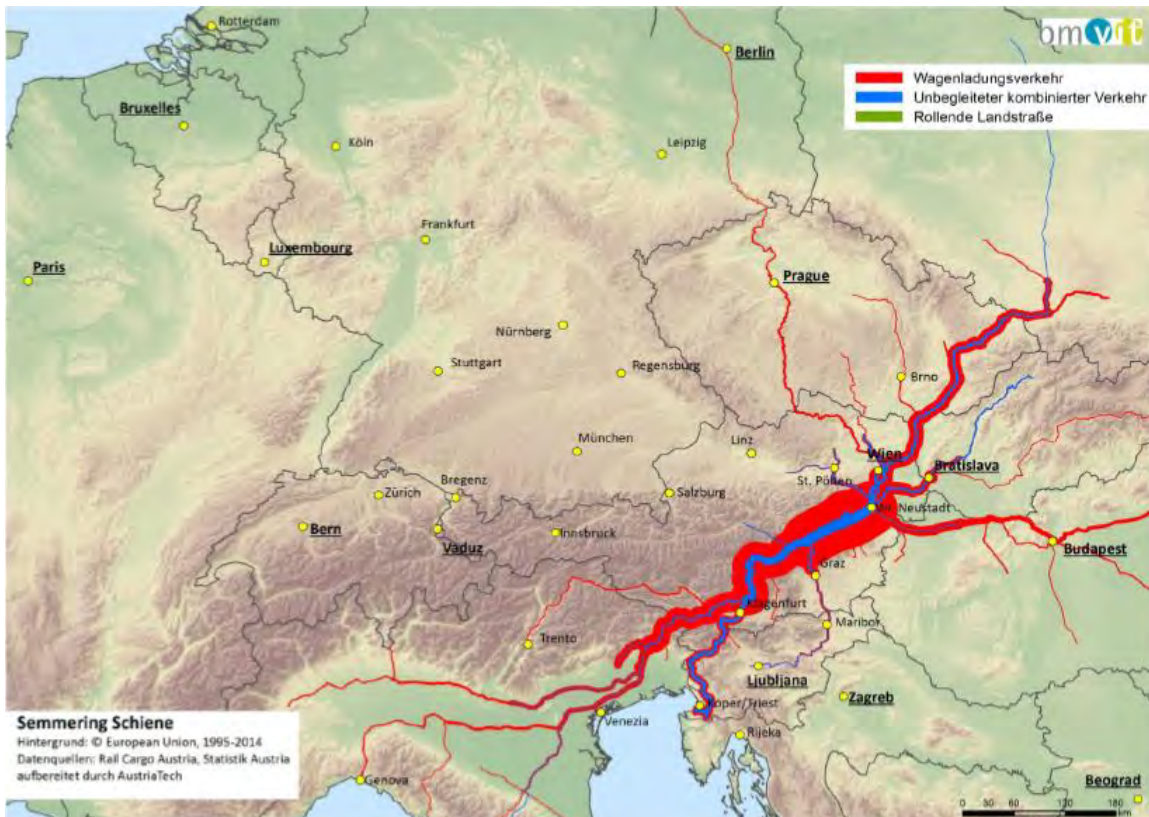 Rotterdam
bmvit
Berlin
Wagenladungsverkehr
Unbegleiteter kombinierter Verkehr
Rollende Landstraße
Bruxelles
Köln
Leipzig
Frankfurt
Luxembourg
Paris
Prague
Nürnberg
Stuttgart
Regensburg
Brno
München
Linz
Wien
St. Pölten
Bratislava
Bregenz
Zürich
Salzburg
Neustadt
Bern
Vaduz
Innsbruck
Budapest
Graz
Klagenfurt
Maribor
Trento
Ljubljana
Zagreb
Koper/Triest
Venezia
Rijeka
Semmering Schiene
Hintergrund: © European Union, 1995-2014
Datenquellen: Rail Cargo Austria, Statistik Austria
aufbereitet durch AustriaTech
Genova
Beograd
0 30 60 120 180
km